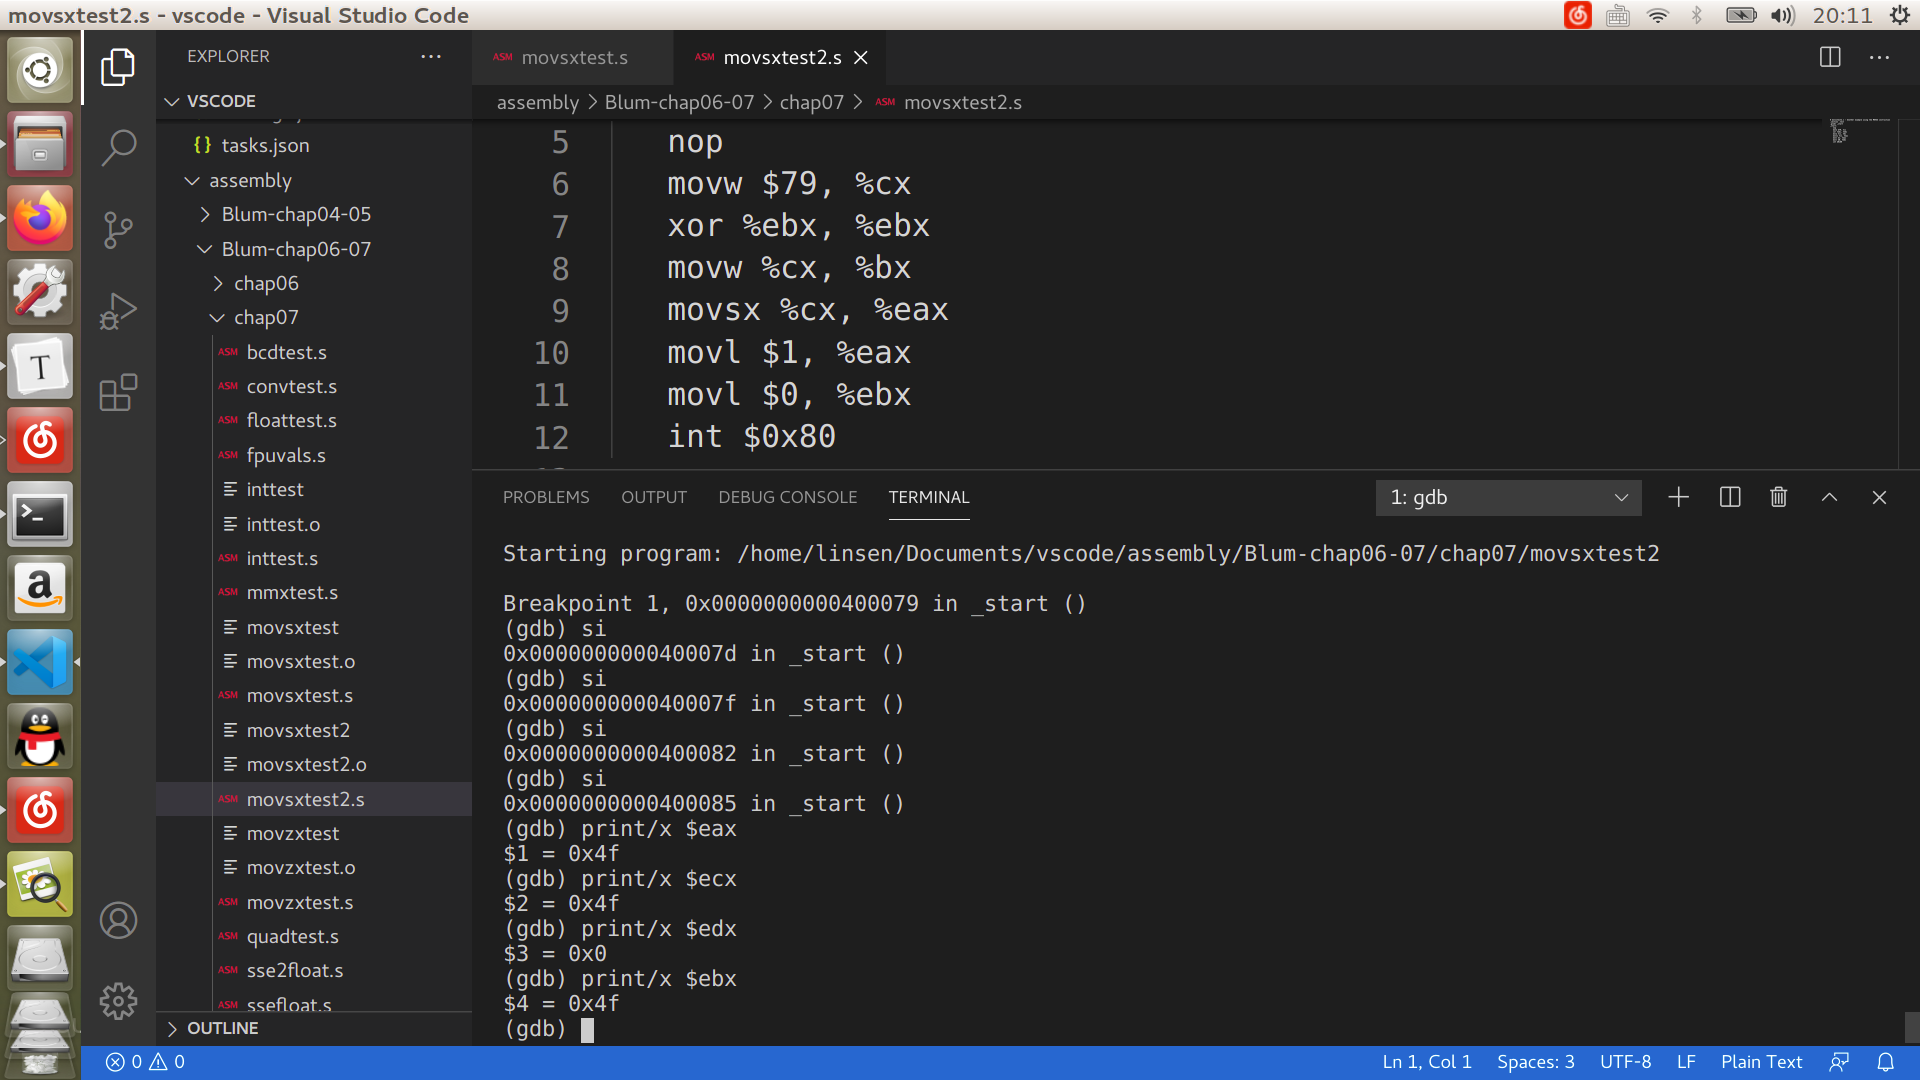 movsxtest2.s - vscode - Visual Studio Code
20:11
EXPLORER
VSCODE
{} tasks.json
assembly
Blum-chap04-05
Blum-chap06-07
chap06
chap07
ASM bcdtest.s
ASM convtest.s
ASM floattest.s
ASM fpuvals.s
inttest
inttest.o
ASM inttest.s
ASM mmxtest.s
movsxtest
movsxtest.o
ASM movsxtest.s
movsxtest2
movsxtest2.o
ASM movsxtest2.s
movzxtest
movzxtest.o
ASM movzxtest.s
ASM quadtest.s
ASM sse2float.s
ASM ssefloat.s
OUTLINE
ASM movsxtest.s
ASM movsxtest2.s
assembly > Blum-chap06-07 > chap07 > ASM movsxtest2.s
5 nop
6 movw $79, %cx
7 xor %ebx, %ebx
8 movw %cx, %bx
9 movsx %cx, %eax
10 movl $1, %eax
11 movl $0, %ebx
12 int $0x80
PROBLEMS OUTPUT DEBUG CONSOLE TERMINAL
1: gdb
Starting program: /home/linsen/Documents/vscode/assembly/Blum-chap06-07/chap07/movsxtest2
Breakpoint 1, 0x0000000000400079 in _start ()
(gdb) si
0x000000000040007d in _start ()
(gdb) si
0x000000000040007f in _start ()
(gdb) si
0x0000000000400082 in _start ()
(gdb) si
0x0000000000400085 in _start ()
(gdb) print/x $eax
$1 = 0x4f
(gdb) print/x $ecx
$2 = 0x4f
(gdb) print/x $edx
$3 = 0x0
(gdb) print/x $ebx
$4 = 0x4f
(gdb)
0 0
Ln 1, Col 1
Spaces: 3
UTF-8
LF
Plain Text